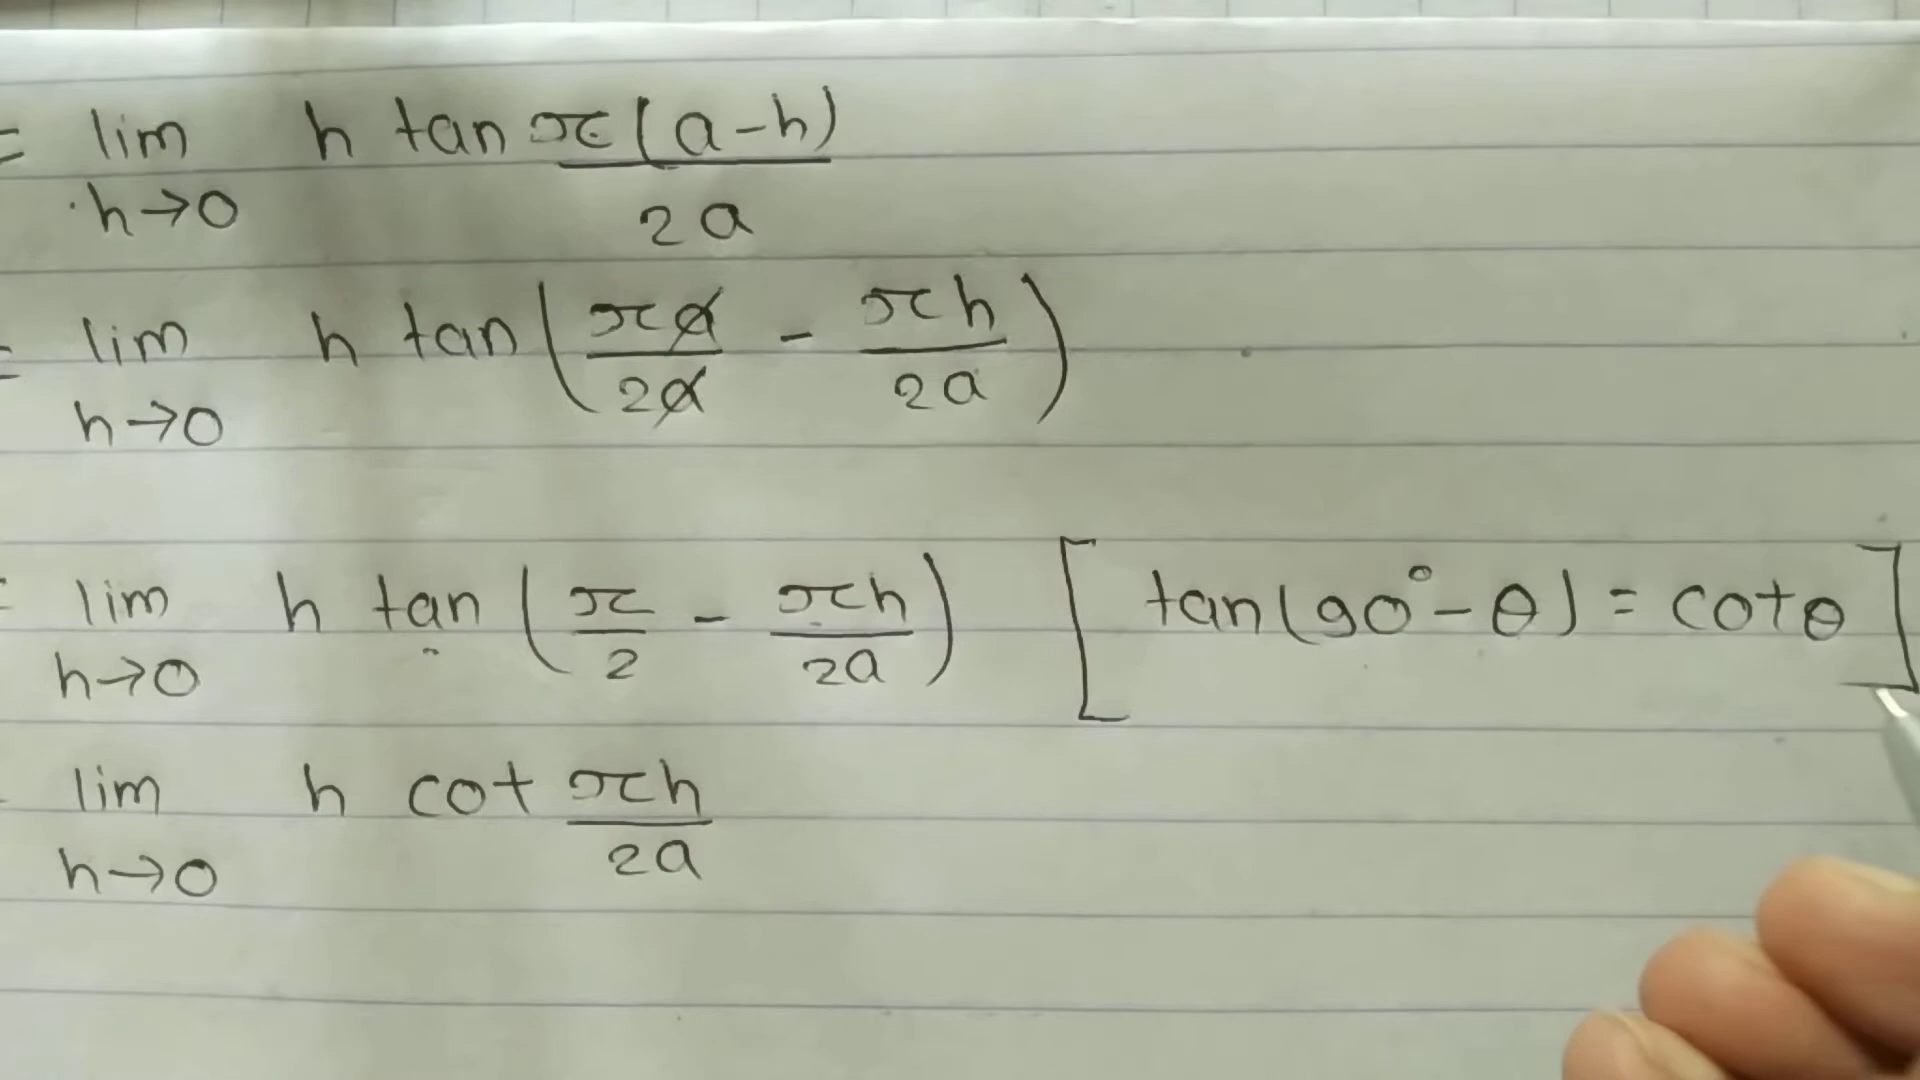 = lim h tan π(a-h)
h→0 2a
= lim h tan (πa/2a - πh/2a)
h→0
= lim h tan (π/2 - πh/2a) [tan(90°-θ) = cotθ]
h→0
lim h cot πh
h→0 2a